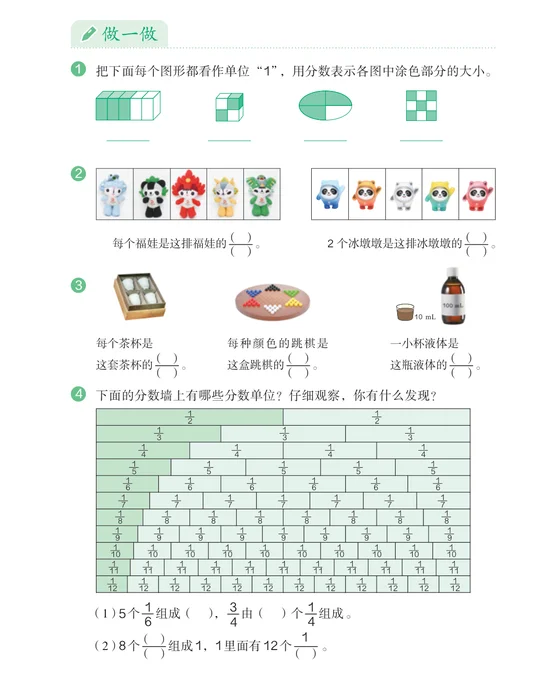 做一做
1 把下面每个图形都看作单位“1”，用分数表示各图中涂色部分的大小。
2
每个福娃是这排福娃的( )/( )。 2个冰墩墩是这排冰墩墩的( )/( )。
3
10 mL 100 mL
每个茶杯是 每种颜色的跳棋是 一小杯液体是
这套茶杯的( )/( )。 这盒跳棋的( )/( )。 这瓶液体的( )/( )。
4 下面的分数墙上有哪些分数单位？仔细观察，你有什么发现？
1/2 1/2
1/3 1/3 1/3
1/4 1/4 1/4 1/4
1/5 1/5 1/5 1/5 1/5
1/6 1/6 1/6 1/6 1/6 1/6
1/7 1/7 1/7 1/7 1/7 1/7 1/7
1/8 1/8 1/8 1/8 1/8 1/8 1/8 1/8
1/9 1/9 1/9 1/9 1/9 1/9 1/9 1/9 1/9
1/10 1/10 1/10 1/10 1/10 1/10 1/10 1/10 1/10 1/10
1/11 1/11 1/11 1/11 1/11 1/11 1/11 1/11 1/11 1/11 1/11
1/12 1/12 1/12 1/12 1/12 1/12 1/12 1/12 1/12 1/12 1/12 1/12
（1）5个1/6组成（ ），3/4由（ ）个1/4组成。
（2）8个( )/( )组成1，1里面有12个1/( )。